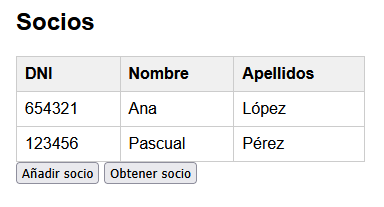 Socios
DNI Nombre Apellidos
654321 Ana López
123456 Pascual Pérez
Añadir socio Obtener socio